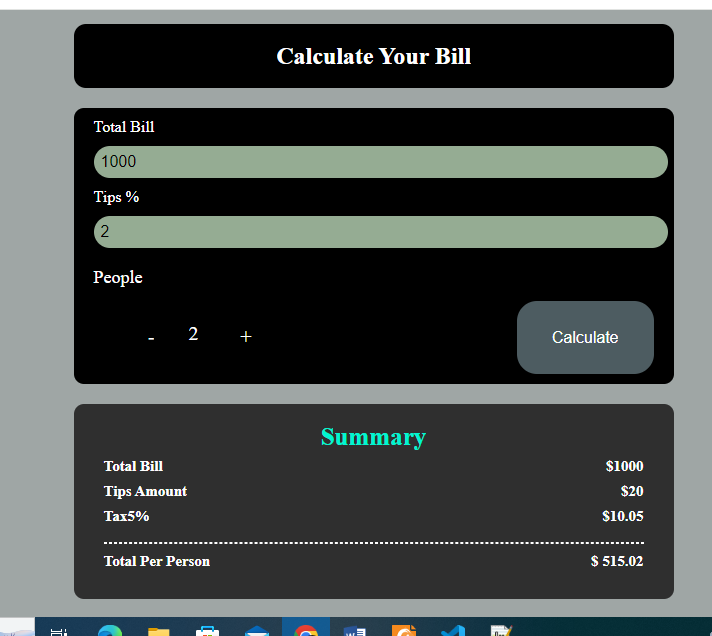 Calculate Your Bill
Total Bill
1000
Tips %
2
People
- 2 +
Calculate
Summary
Total Bill $1000
Tips Amount $20
Tax5% $10.05
Total Per Person $ 515.02